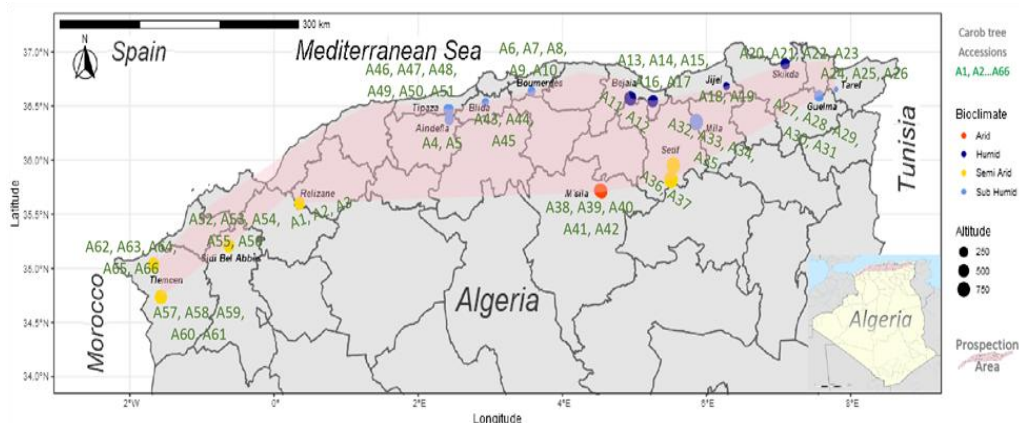 300 km
37.0°N
36.5°N
36.0°N
35.5°N
35.0°N
34.5°N
34.0°N
Latitude
N
Spain
Mediterranean Sea
A6, A7, A8,
A9, A10
Boumerdes
A46, A47, A48,
A49, A50, A51
Tipaza
Blida
Aindefla
A43, A44,
A45
A4, A5
A13, A14, A15,
A16, A17
Bejaia
A11, A13
Jijel
A18, A19
A20, A21, A22, A23
Skikda
A24, A25, A26
Taref
Guelma
A27, A28, A29,
A30, A31
Mila
A32, A33, A34,
A35
Setif
A36, A37
M'sila
A38, A39, A40
A41, A42
Relizane
A1, A2, A3
A52, A53, A54,
A55, A56
Sidi Bel Abbes
A62, A63, A64,
A65, A66
Tlemcen
A57, A58, A59,
A60, A61
Morocco
Algeria
Tunisia
Algeria
2°W
0°
2°E
4°E
6°E
8°E
Longitude
Carob tree
Accessions
A1, A2...A66
Bioclimate
Arid
Humid
Semi Arid
Sub Humid
Altitude
250
500
750
Prospection
Area